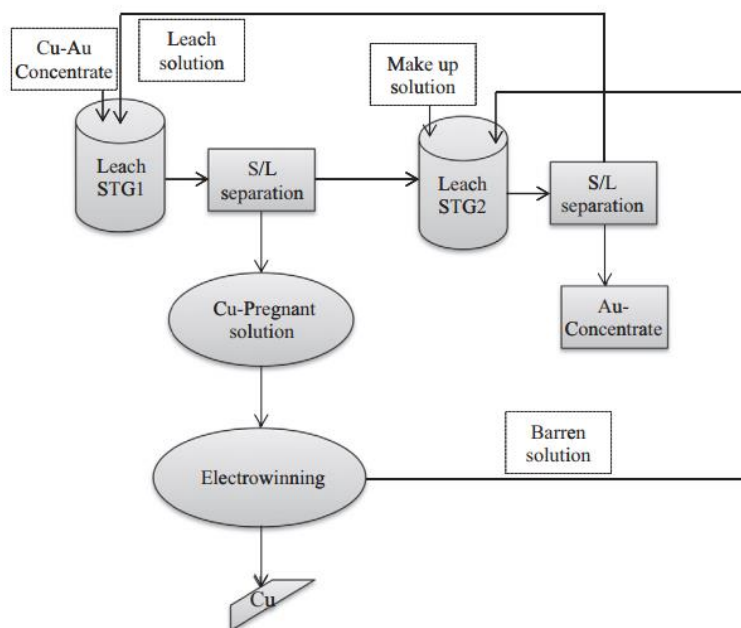 Cu-Au
Concentrate
Leach
solution
Make up
solution
Leach
STG1
S/L
separation
Leach
STG2
S/L
separation
Cu-Pregnant
solution
Au-
Concentrate
Barren
solution
Electrowinning
Cu